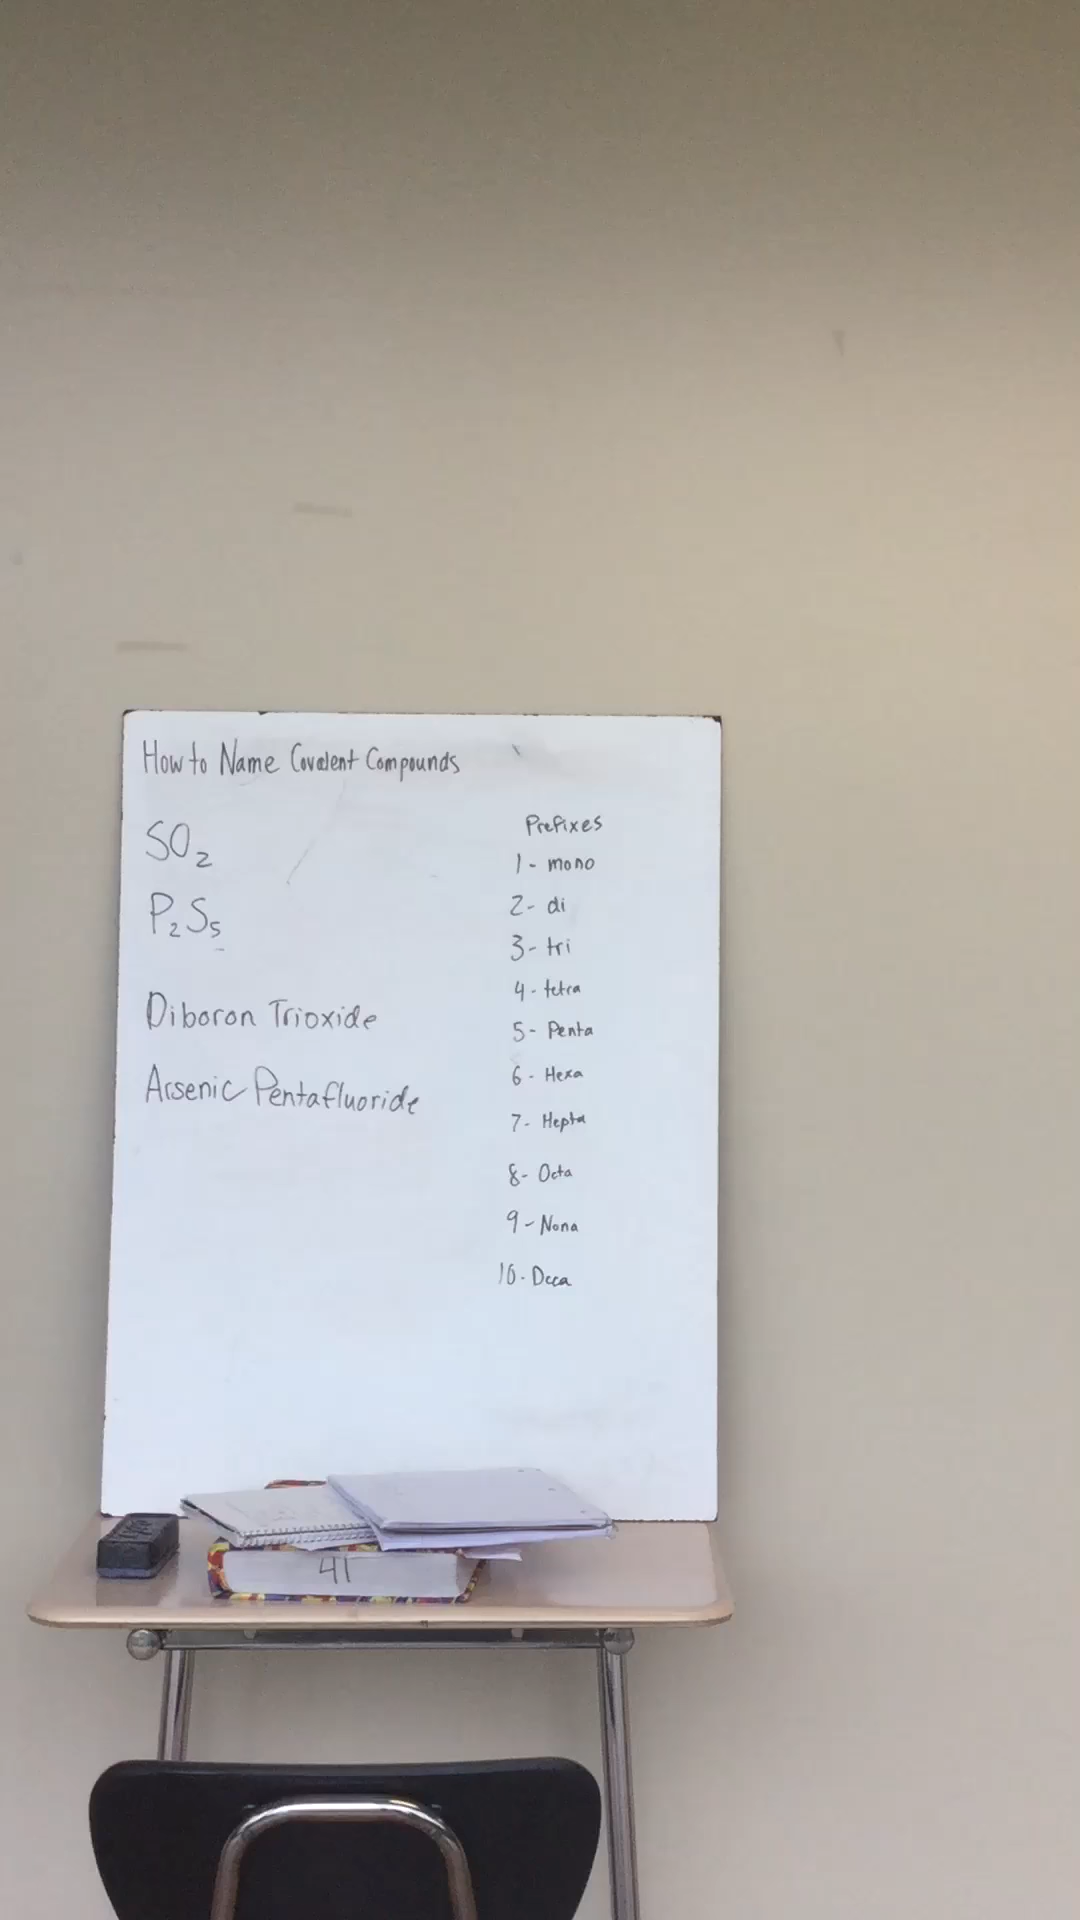 How to Name Covalent Compounds
SO₂
P₂S₅
Diboron Trioxide
Arsenic Pentafluoride
Prefixes
1 - mono
2 - di
3 - tri
4 - tetra
5 - Penta
6 - Hexa
7 - Hepta
8 - Octa
9 - Nona
10 - Deca
41